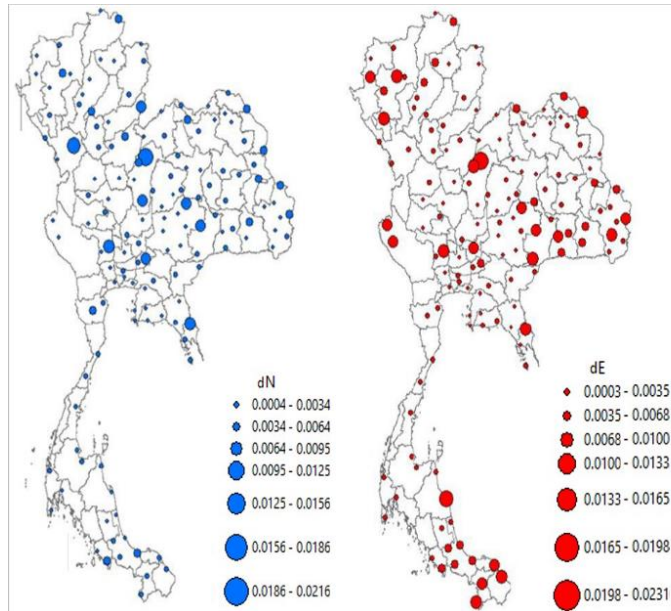 dN
0.0004 - 0.0034
0.0034 - 0.0064
0.0064 - 0.0095
0.0095 - 0.0125
0.0125 - 0.0156
0.0156 - 0.0186
0.0186 - 0.0216
dE
0.0003 - 0.0035
0.0035 - 0.0068
0.0068 - 0.0100
0.0100 - 0.0133
0.0133 - 0.0165
0.0165 - 0.0198
0.0198 - 0.0231